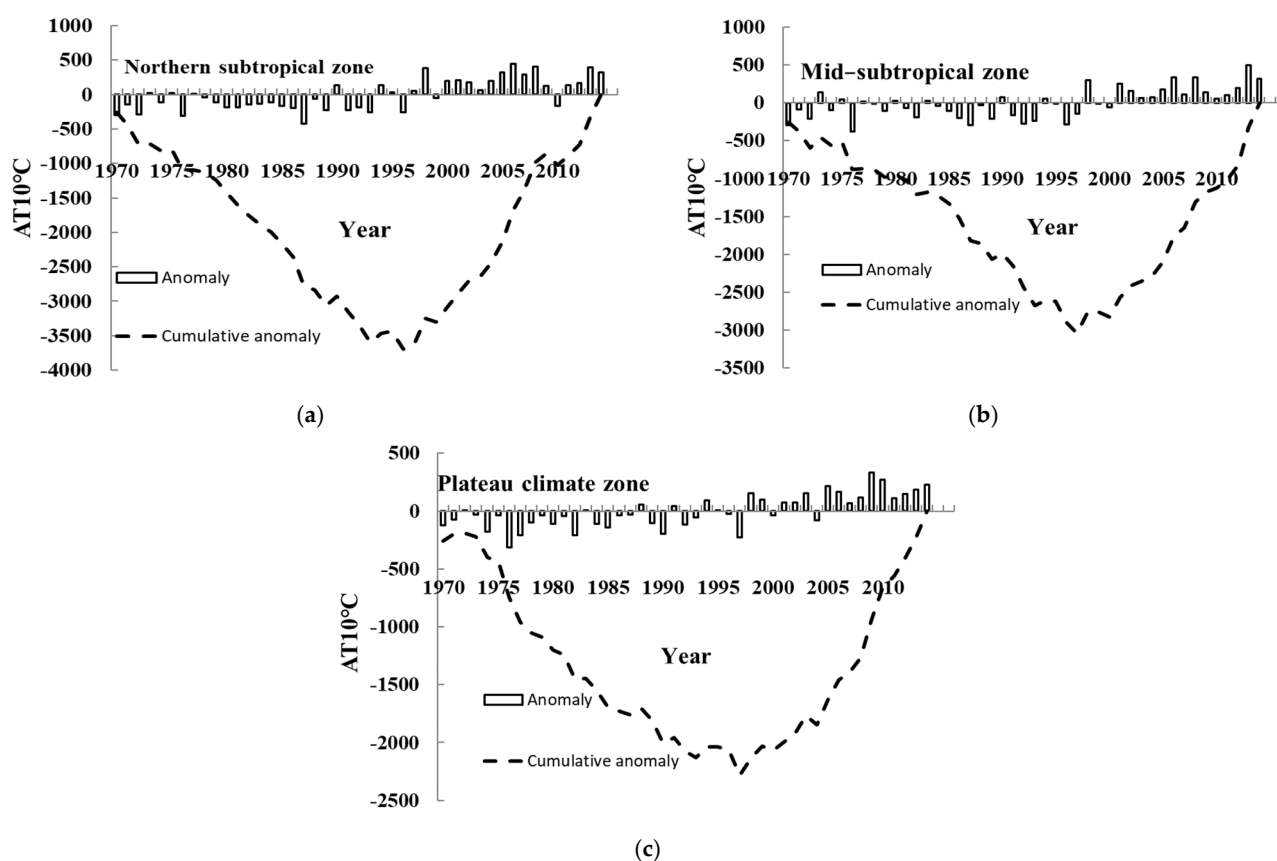 1000
500
0
-500
-1000
-1500
-2000
-2500
-3000
-3500
-4000
AT10°C
Northern subtropical zone
1970 1975 1980 1985 1990 1995 2000 2005 2010
Year
Anomaly
Cumulative anomaly
(a)
1000
500
0
-500
-1000
-1500
-2000
-2500
-3000
-3500
AT10°C
Mid-subtropical zone
1970 1975 1980 1985 1990 1995 2000 2005 2010
Year
Anomaly
Cumulative anomaly
(b)
500
0
-500
-1000
-1500
-2000
-2500
AT10°C
Plateau climate zone
1970 1975 1980 1985 1990 1995 2000 2005 2010
Year
Anomaly
Cumulative anomaly
(c)